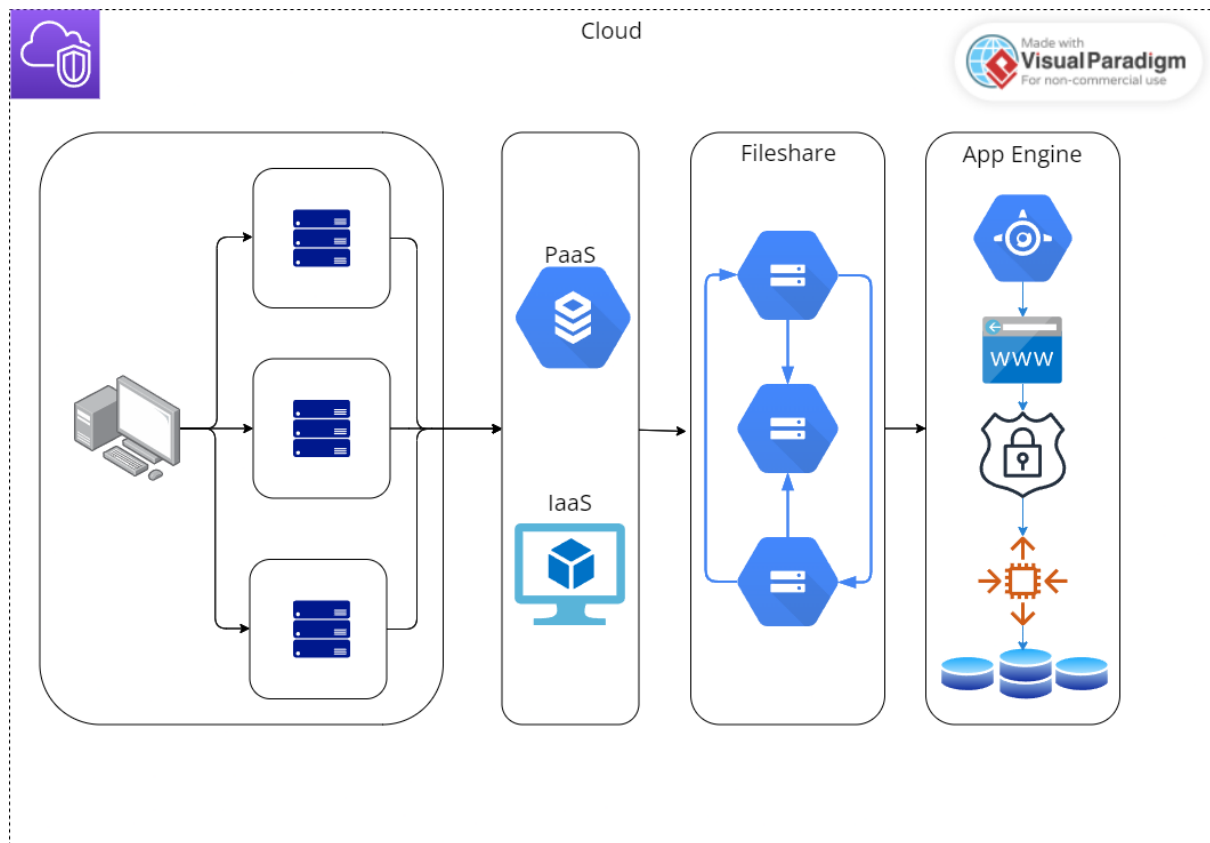 Cloud
Made with
Visual Paradigm
For non-commercial use
Fileshare
App Engine
PaaS
WWW
IaaS